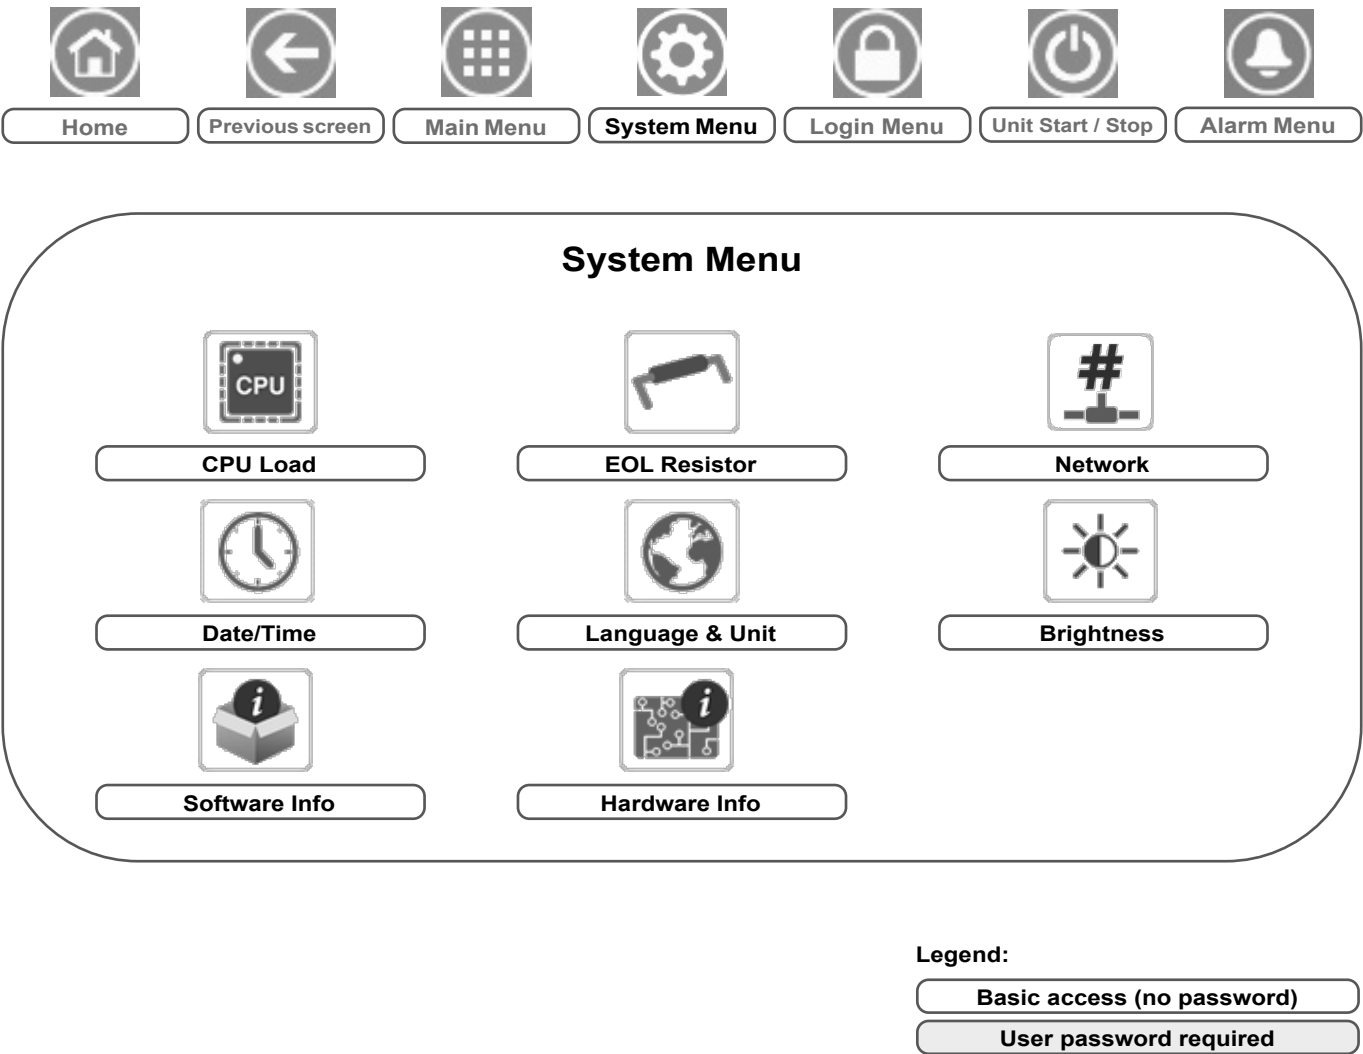 Home
Previous screen
Main Menu
System Menu
Login Menu
Unit Start / Stop
Alarm Menu
System Menu
CPU
#
CPU Load
EOL Resistor
Network
Date/Time
Language & Unit
Brightness
i
i
Software Info
Hardware Info
Legend:
Basic access (no password)
User password required